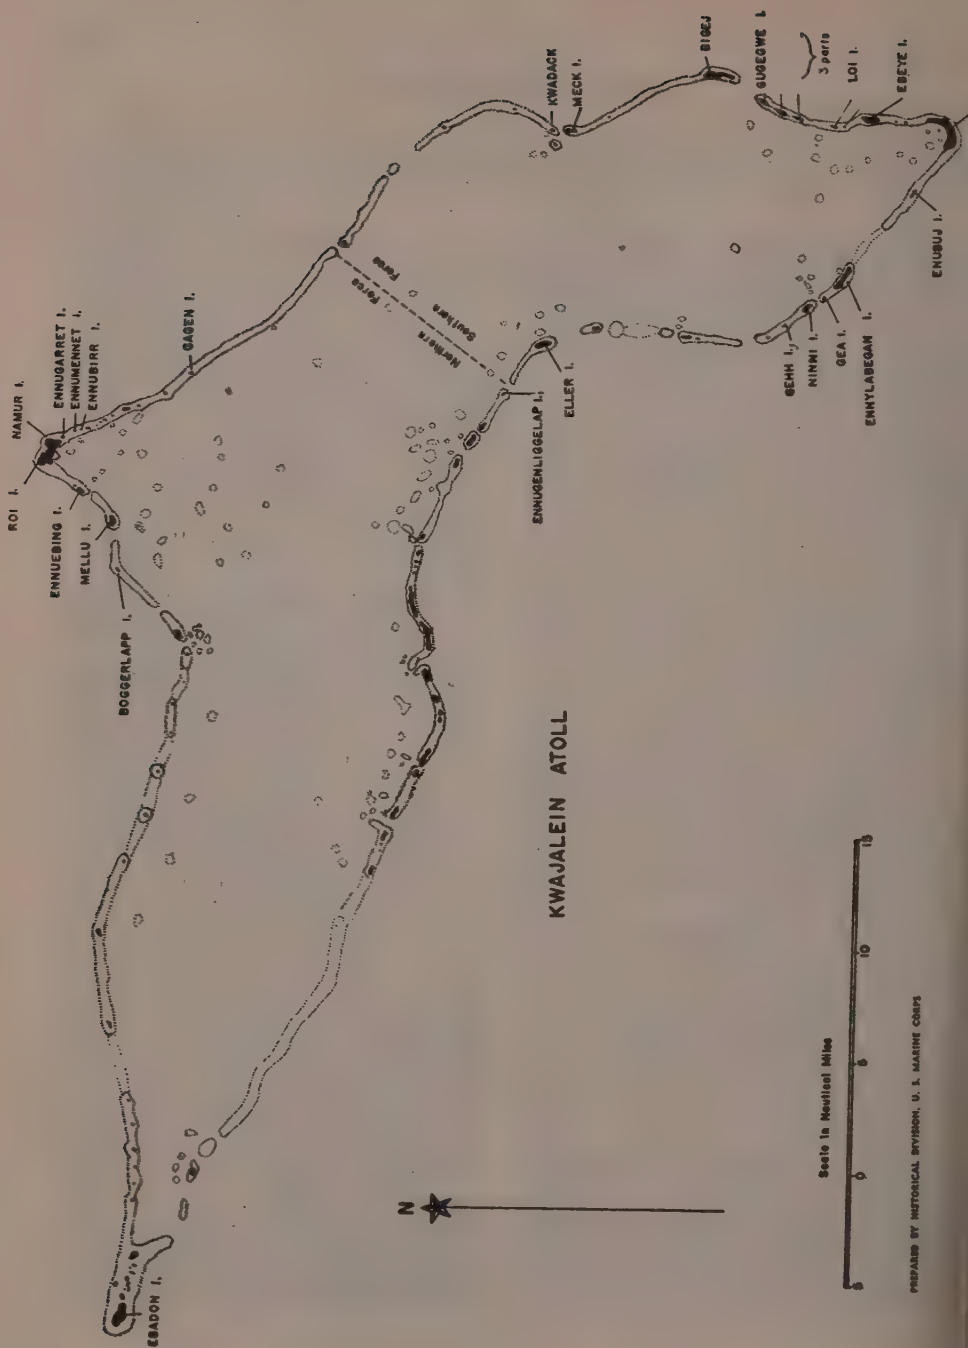 NAMUR I.
ROI I.
ENNUGARRET I.
ENNUMENNET I.
ENNUBIRR I.
ENNUEBING I.
MELLU I.
GAGEN I.
BOGGERLAPP I.
EBADON I.
KWADACK
MECK I.
BIGEJ
GUGEGWE I.
3 parts
LOI I.
EBEYE I.
Northern Force
Southern Force
ENNUGENLIGGELAP I.
ELLER I.
GEHH I.
NINNI I.
GEA I.
ENNYLABEGAN I.
ENUBUJ I.
KWAJALEIN ATOLL
N
Scale in Nautical Miles
5 0 5 10 15
PREPARED BY HISTORICAL DIVISION, U. S. MARINE CORPS